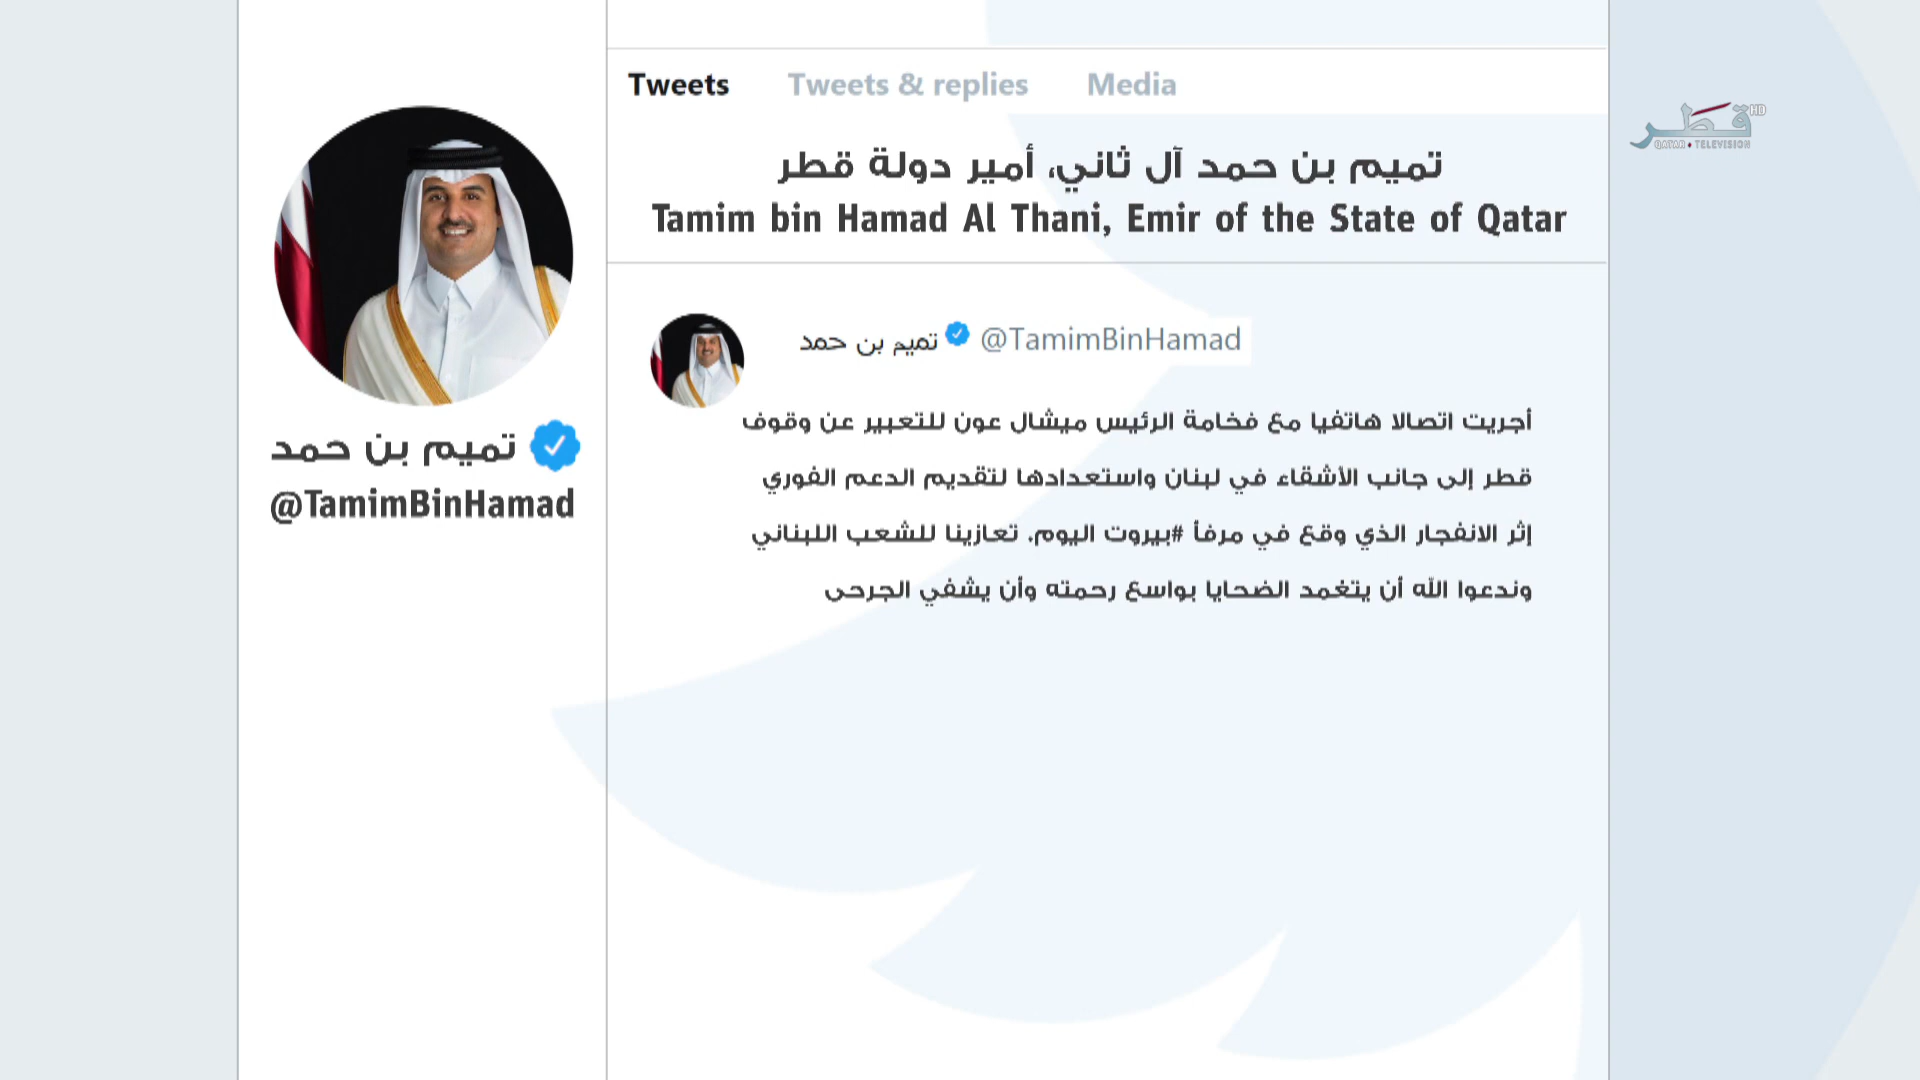 Tweets Tweets & replies Media
قطر HD
QATAR TELEVISION
تميم بن حمد آل ثاني، أمير دولة قطر
Tamim bin Hamad Al Thani, Emir of the State of Qatar
تميم بن حمد
@TamimBinHamad
تميم بن حمد @TamimBinHamad
أجريت اتصالا هاتفيا مع فخامة الرئيس ميشال عون للتعبير عن وقوف
قطر إلى جانب الأشقاء في لبنان واستعدادها لتقديم الدعم الفوري
إثر الانفجار الذي وقع في مرفأ #بيروت اليوم. تعازينا للشعب اللبناني
وندعوا الله أن يتغمد الضحايا بواسع رحمته وأن يشفي الجرحى